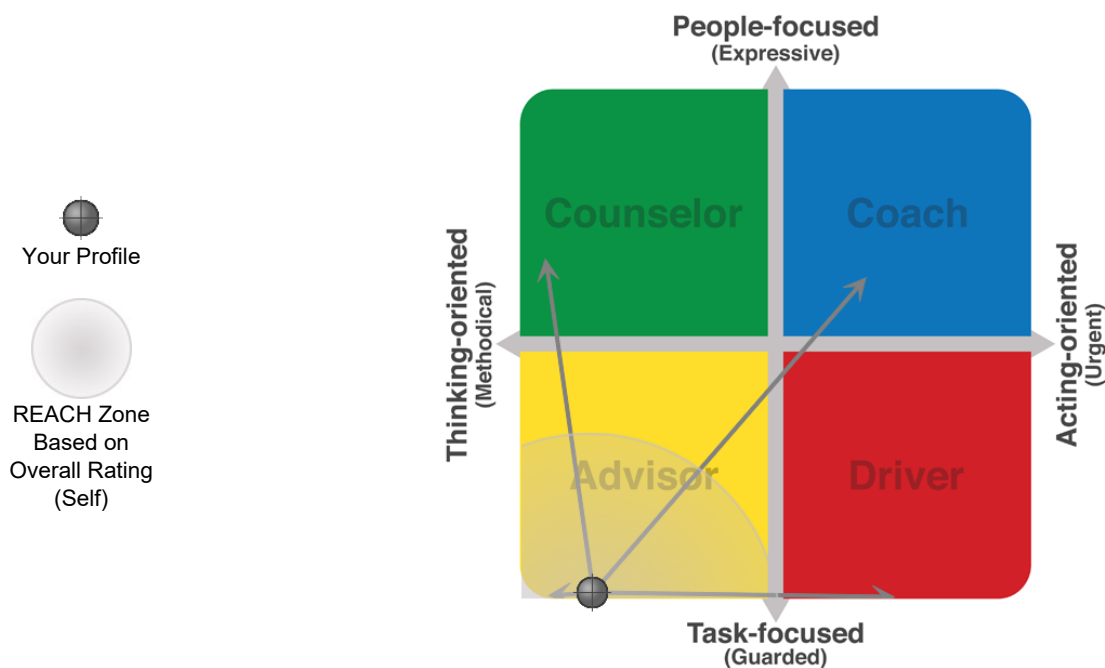 People-focused
(Expressive)
Counselor
Coach
Your Profile
Thinking-oriented
(Methodical)
Acting-oriented
(Urgent)
REACH Zone
Based on
Overall Rating
(Self)
Advisor
Driver
Task-focused
(Guarded)